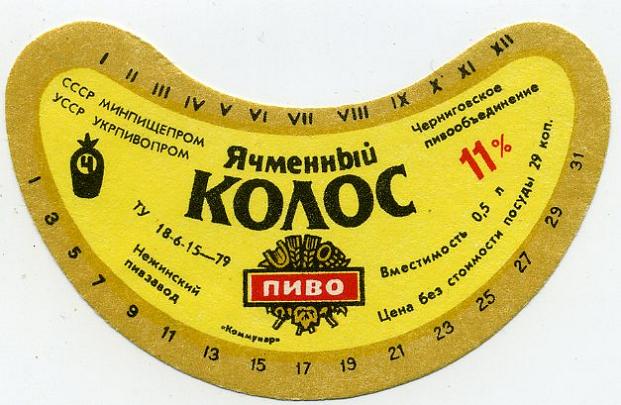 I II III IV V VI VII VIII IX X XI XII
СССР МИНПИЩЕПРОМ
УССР УКРПИВОПРОМ
Ч
Черниговское
пивообъединение
11%
Ячменный
КОЛОС
ТУ 18-6-15—79
Нежинский
пивзавод
ПИВО
«Коммунар»
Вместимость 0,5 л
Цена без стоимости посуды 29 коп.
1 3 5 7 9 11 13 15 17 19 21 23 25 27 29 31